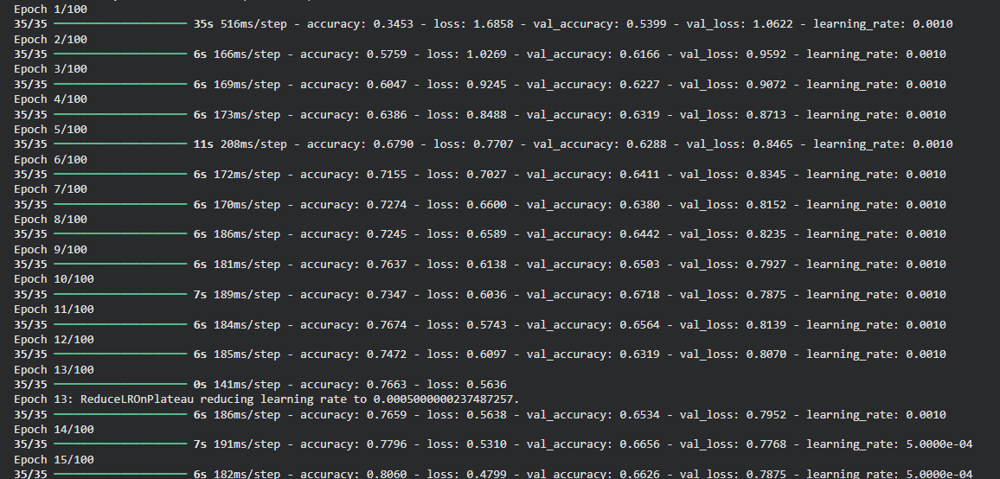 Epoch 1/100
35/35 ━━━━━━━━━━━━━━━━━━━━ 35s 516ms/step - accuracy: 0.3453 - loss: 1.6858 - val_accuracy: 0.5399 - val_loss: 1.0622 - learning_rate: 0.0010
Epoch 2/100
35/35 ━━━━━━━━━━━━━━━━━━━━ 6s 166ms/step - accuracy: 0.5759 - loss: 1.0269 - val_accuracy: 0.6166 - val_loss: 0.9592 - learning_rate: 0.0010
Epoch 3/100
35/35 ━━━━━━━━━━━━━━━━━━━━ 6s 169ms/step - accuracy: 0.6047 - loss: 0.9245 - val_accuracy: 0.6227 - val_loss: 0.9072 - learning_rate: 0.0010
Epoch 4/100
35/35 ━━━━━━━━━━━━━━━━━━━━ 6s 173ms/step - accuracy: 0.6386 - loss: 0.8488 - val_accuracy: 0.6319 - val_loss: 0.8713 - learning_rate: 0.0010
Epoch 5/100
35/35 ━━━━━━━━━━━━━━━━━━━━ 11s 208ms/step - accuracy: 0.6790 - loss: 0.7707 - val_accuracy: 0.6288 - val_loss: 0.8465 - learning_rate: 0.0010
Epoch 6/100
35/35 ━━━━━━━━━━━━━━━━━━━━ 6s 172ms/step - accuracy: 0.7155 - loss: 0.7027 - val_accuracy: 0.6411 - val_loss: 0.8345 - learning_rate: 0.0010
Epoch 7/100
35/35 ━━━━━━━━━━━━━━━━━━━━ 6s 170ms/step - accuracy: 0.7274 - loss: 0.6600 - val_accuracy: 0.6380 - val_loss: 0.8152 - learning_rate: 0.0010
Epoch 8/100
35/35 ━━━━━━━━━━━━━━━━━━━━ 6s 186ms/step - accuracy: 0.7245 - loss: 0.6589 - val_accuracy: 0.6442 - val_loss: 0.8235 - learning_rate: 0.0010
Epoch 9/100
35/35 ━━━━━━━━━━━━━━━━━━━━ 6s 181ms/step - accuracy: 0.7637 - loss: 0.6138 - val_accuracy: 0.6503 - val_loss: 0.7927 - learning_rate: 0.0010
Epoch 10/100
35/35 ━━━━━━━━━━━━━━━━━━━━ 7s 189ms/step - accuracy: 0.7347 - loss: 0.6036 - val_accuracy: 0.6718 - val_loss: 0.7875 - learning_rate: 0.0010
Epoch 11/100
35/35 ━━━━━━━━━━━━━━━━━━━━ 6s 184ms/step - accuracy: 0.7674 - loss: 0.5743 - val_accuracy: 0.6564 - val_loss: 0.8139 - learning_rate: 0.0010
Epoch 12/100
35/35 ━━━━━━━━━━━━━━━━━━━━ 6s 185ms/step - accuracy: 0.7472 - loss: 0.6097 - val_accuracy: 0.6319 - val_loss: 0.8070 - learning_rate: 0.0010
Epoch 13/100
35/35 ━━━━━━━━━━━━━━━━━━━━ 0s 141ms/step - accuracy: 0.7663 - loss: 0.5636
Epoch 13: ReduceLROnPlateau reducing learning rate to 0.0005000000237487257.
35/35 ━━━━━━━━━━━━━━━━━━━━ 6s 186ms/step - accuracy: 0.7659 - loss: 0.5638 - val_accuracy: 0.6534 - val_loss: 0.7952 - learning_rate: 0.0010
Epoch 14/100
35/35 ━━━━━━━━━━━━━━━━━━━━ 7s 191ms/step - accuracy: 0.7796 - loss: 0.5310 - val_accuracy: 0.6656 - val_loss: 0.7768 - learning_rate: 5.0000e-04
Epoch 15/100
35/35 ━━━━━━━━━━━━━━━━━━━━ 6s 182ms/step - accuracy: 0.8060 - loss: 0.4799 - val_accuracy: 0.6626 - val_loss: 0.7875 - learning_rate: 5.0000e-04